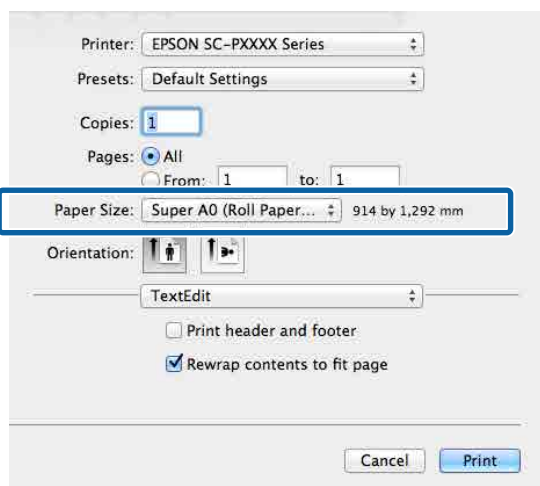 Printer: EPSON SC-PXXXX Series
Presets: Default Settings
Copies: 1
Pages: All
From: 1 to: 1
Paper Size: Super A0 (Roll Paper... 914 by 1,292 mm
Orientation:
TextEdit
Print header and footer
Rewrap contents to fit page
Cancel Print